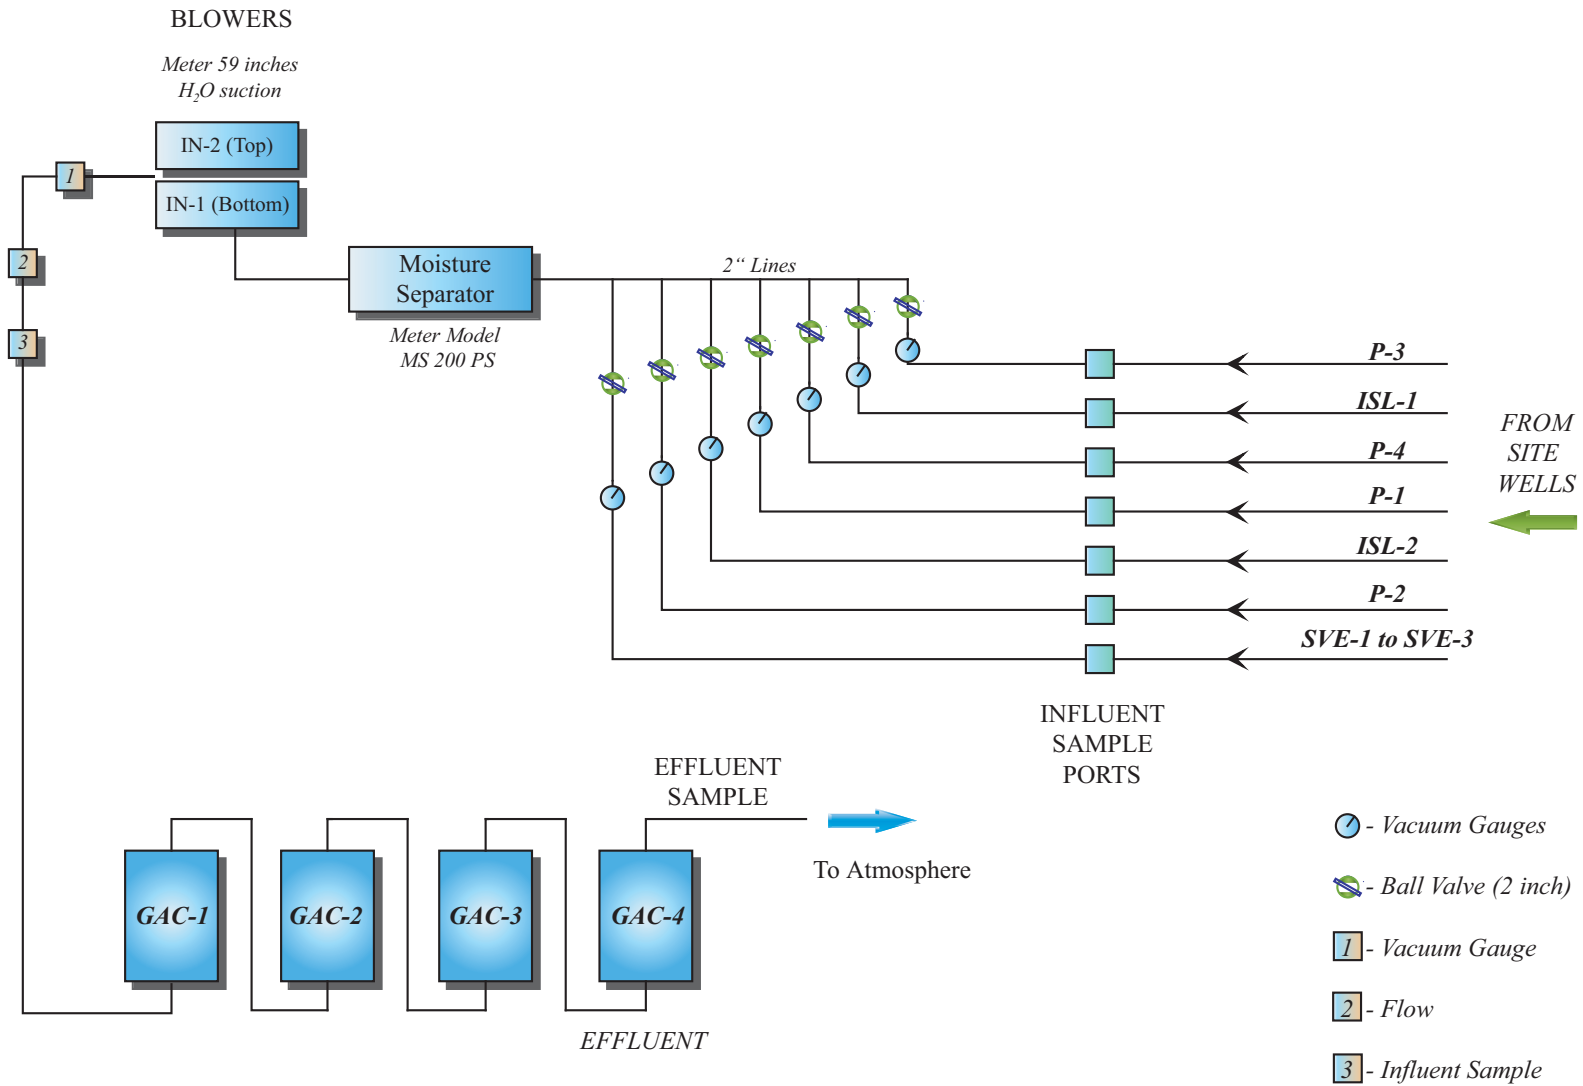 BLOWERS
Meter 59 inches
H₂O suction
IN-2 (Top)
1
IN-1 (Bottom)
2
Moisture
Separator
2“ Lines
3
Meter Model
MS 200 PS
P-3
ISL-1
P-4
P-1
ISL-2
P-2
SVE-1 to SVE-3
FROM
SITE
WELLS
INFLUENT
SAMPLE
PORTS
EFFLUENT
SAMPLE
To Atmosphere
GAC-1
GAC-2
GAC-3
GAC-4
EFFLUENT
- Vacuum Gauges
- Ball Valve (2 inch)
1 - Vacuum Gauge
2 - Flow
3 - Influent Sample